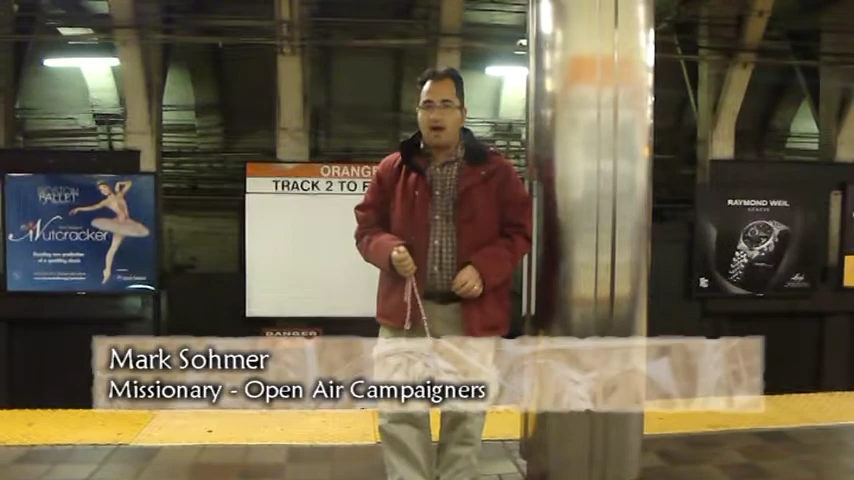 BOSTON
BALLET
Nutcracker
ORANGE
TRACK 2 TO F
RAYMOND WEIL
GENEVE
DANGER
Mark Sohmer
Missionary - Open Air Campaigners